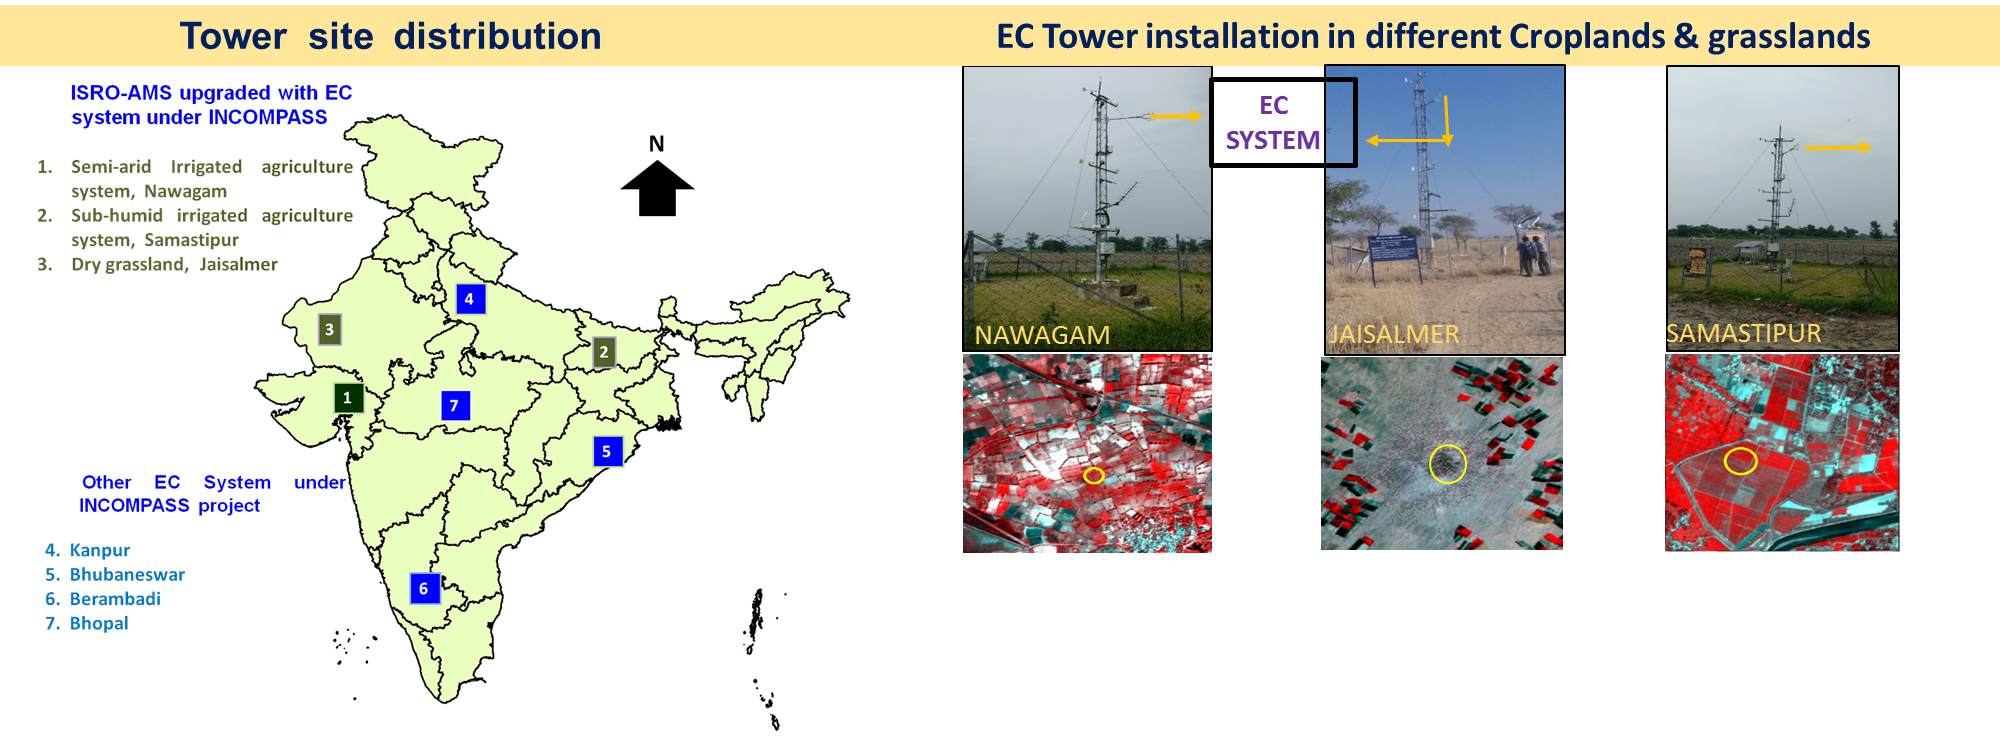 Tower site distribution
ISRO-AMS upgraded with EC
system under INCOMPASS
1. Semi-arid Irrigated agriculture
system, Nawagam
2. Sub-humid irrigated agriculture
system, Samastipur
3. Dry grassland, Jaisalmer
N
4
3
2
1
7
5
6
Other EC System under
INCOMPASS project
4. Kanpur
5. Bhubaneswar
6. Berambadi
7. Bhopal
EC Tower installation in different Croplands & grasslands
EC
SYSTEM
NAWAGAM
JAISALMER
SAMASTIPUR